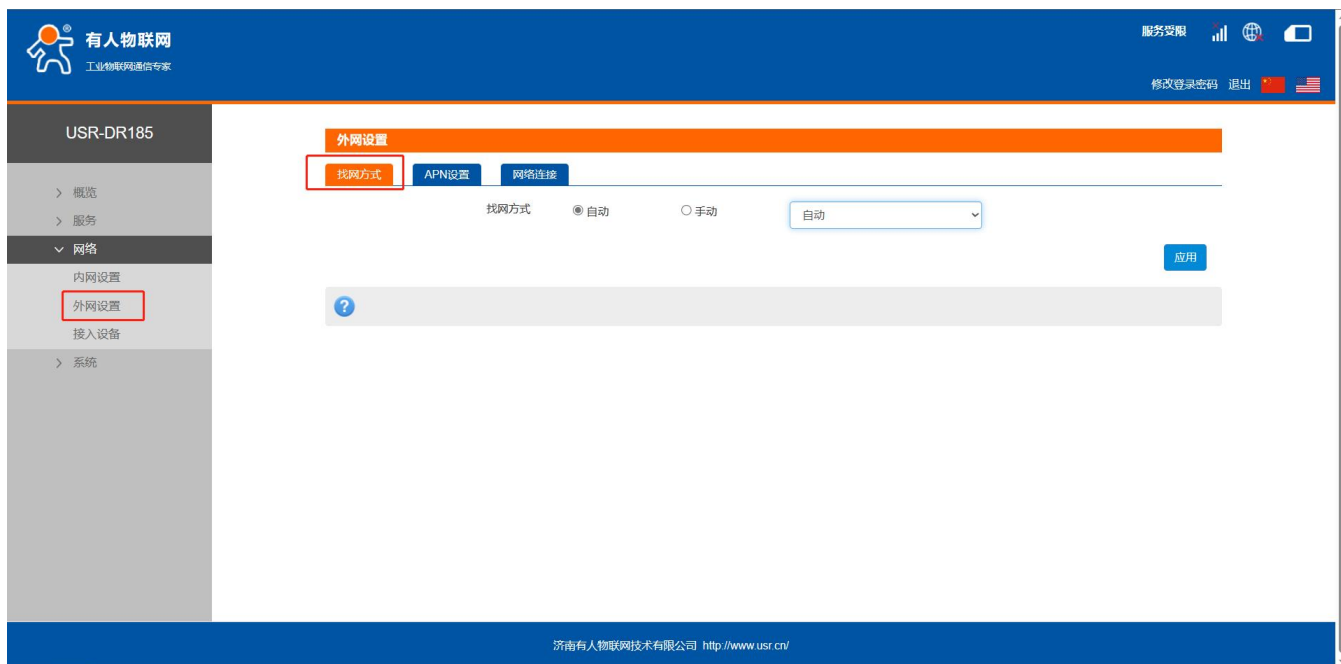 有人物联网
工业物联网通信专家
服务受限
修改登录密码 退出
USR-DR185
概览
服务
网络
内网设置
外网设置
接入设备
系统
外网设置
找网方式 APN设置 网络连接
找网方式 自动 手动 自动
应用
济南有人物联网技术有限公司 http://www.usr.cn/